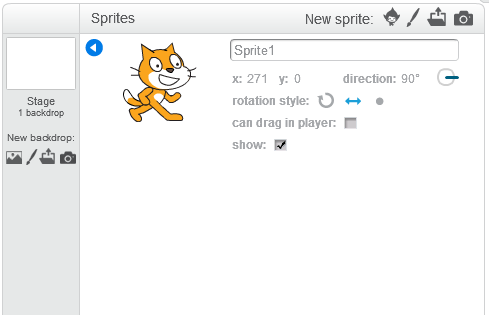 Sprites
New sprite:
Sprite1
x: 271 y: 0 direction: 90°
rotation style:
can drag in player:
show:
Stage
1 backdrop
New backdrop: